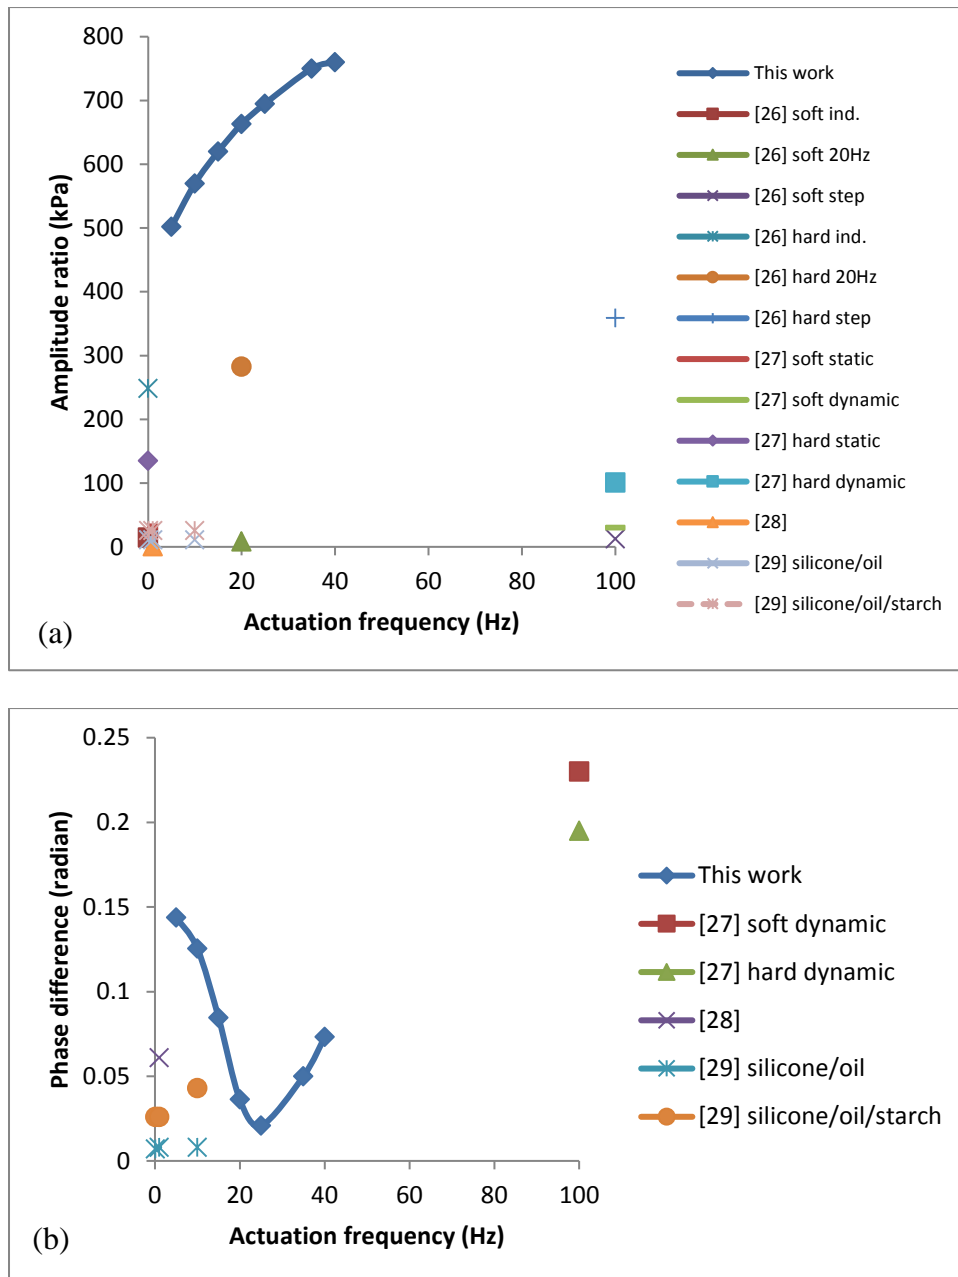 800
700
600
500
400
300
200
100
0
Amplitude ratio (kPa)
0 20 40 60 80 100
Actuation frequency (Hz)
This work
[26] soft ind.
[26] soft 20Hz
[26] soft step
[26] hard ind.
[26] hard 20Hz
[26] hard step
[27] soft static
[27] soft dynamic
[27] hard static
[27] hard dynamic
[28]
[29] silicone/oil
[29] silicone/oil/starch
(a)
0.25
0.2
0.15
0.1
0.05
0
Phase difference (radian)
0 20 40 60 80 100
Actuation frequency (Hz)
This work
[27] soft dynamic
[27] hard dynamic
[28]
[29] silicone/oil
[29] silicone/oil/starch
(b)